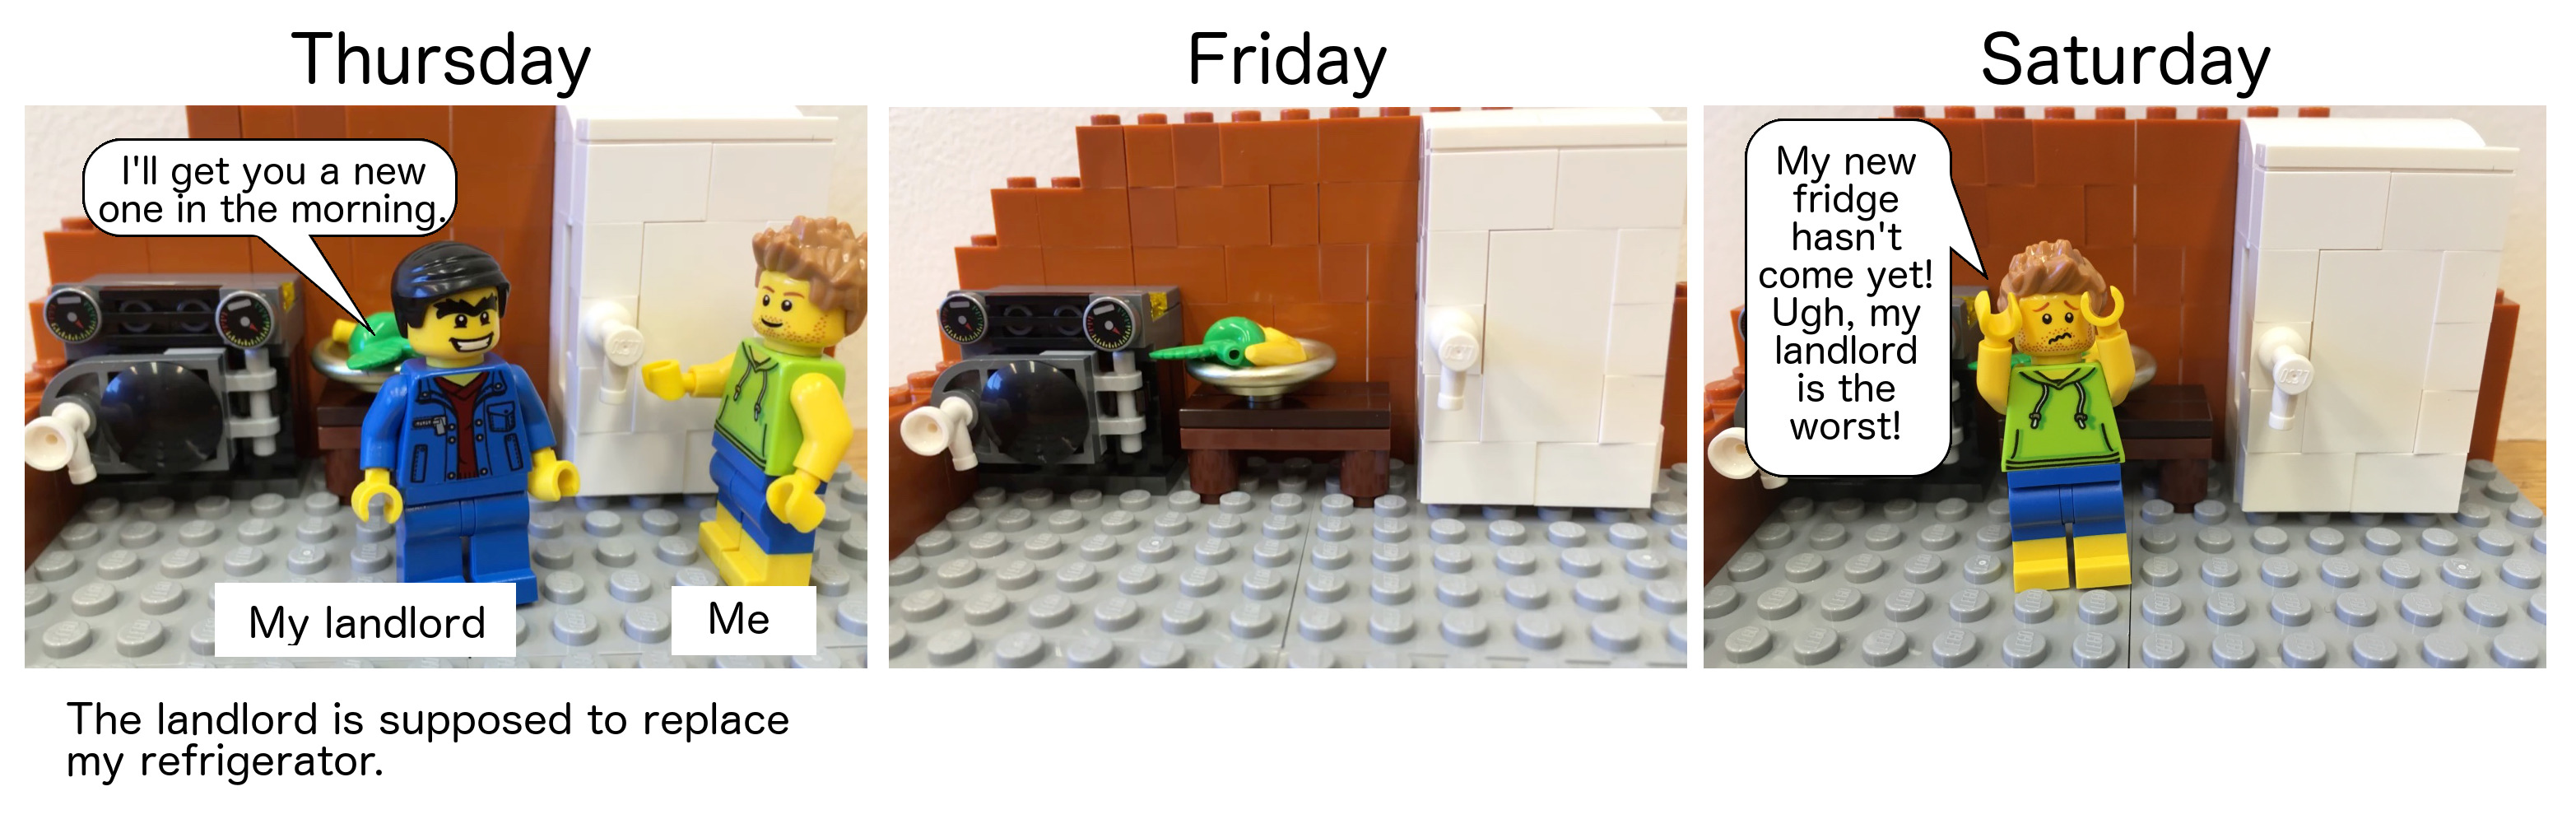 Thursday
I'll get you a new
one in the morning.
My landlord
Me
The landlord is supposed to replace
my refrigerator.
Friday
Saturday
My new
fridge
hasn't
come yet!
Ugh, my
landlord
is the
worst!